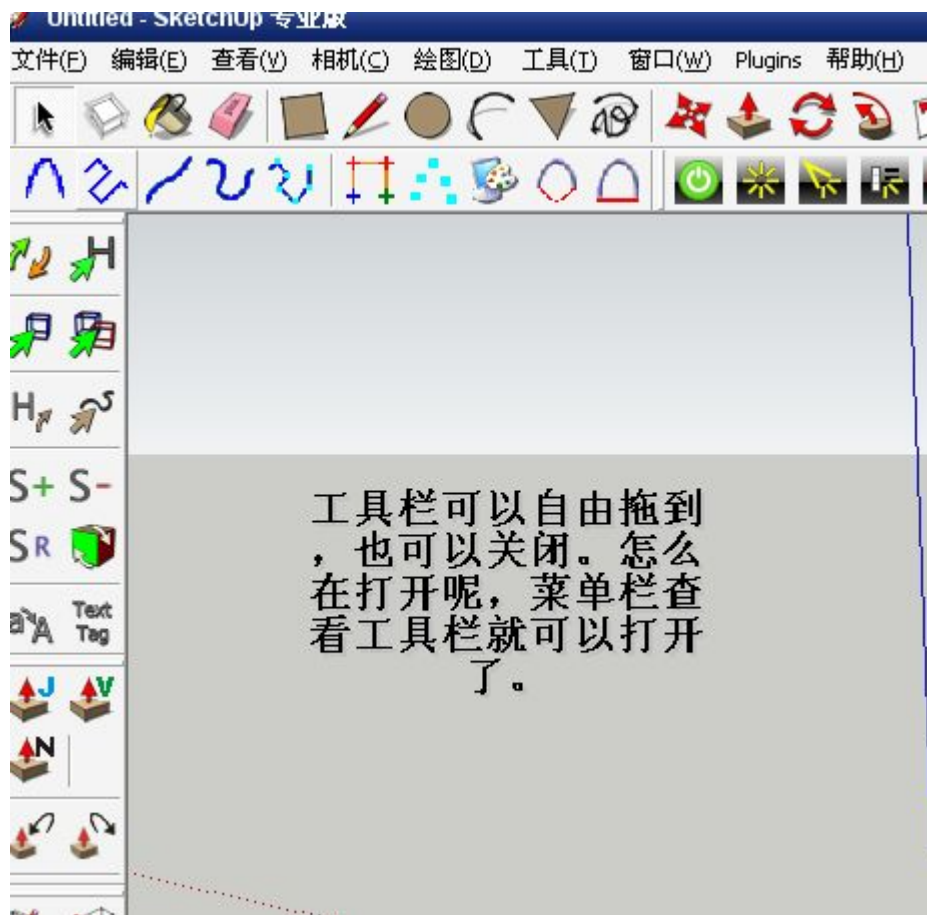 Untitled - SketchUp 专业版
文件(F) 编辑(E) 查看(V) 相机(C) 绘图(D) 工具(T) 窗口(W) Plugins 帮助(H)
H
H
S+ S-
SR
aA Text Tag
工具栏可以自由拖到
，也可以关闭。怎么
在打开呢，菜单栏查
看工具栏就可以打开
了。
J V
N